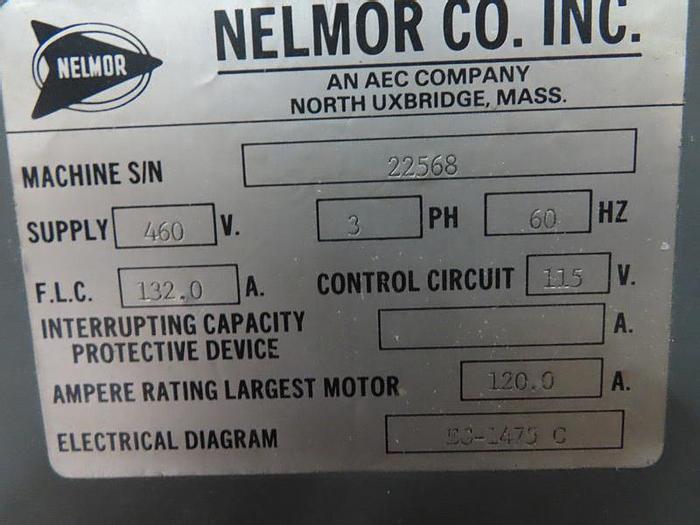 NELMOR
NELMOR CO. INC.
AN AEC COMPANY
NORTH UXBRIDGE, MASS.
MACHINE S/N 22568
SUPPLY 460 V. 3 PH 60 HZ
F.L.C. 132.0 A. CONTROL CIRCUIT 115 V.
INTERRUPTING CAPACITY
PROTECTIVE DEVICE A.
AMPERE RATING LARGEST MOTOR 120.0 A.
ELECTRICAL DIAGRAM